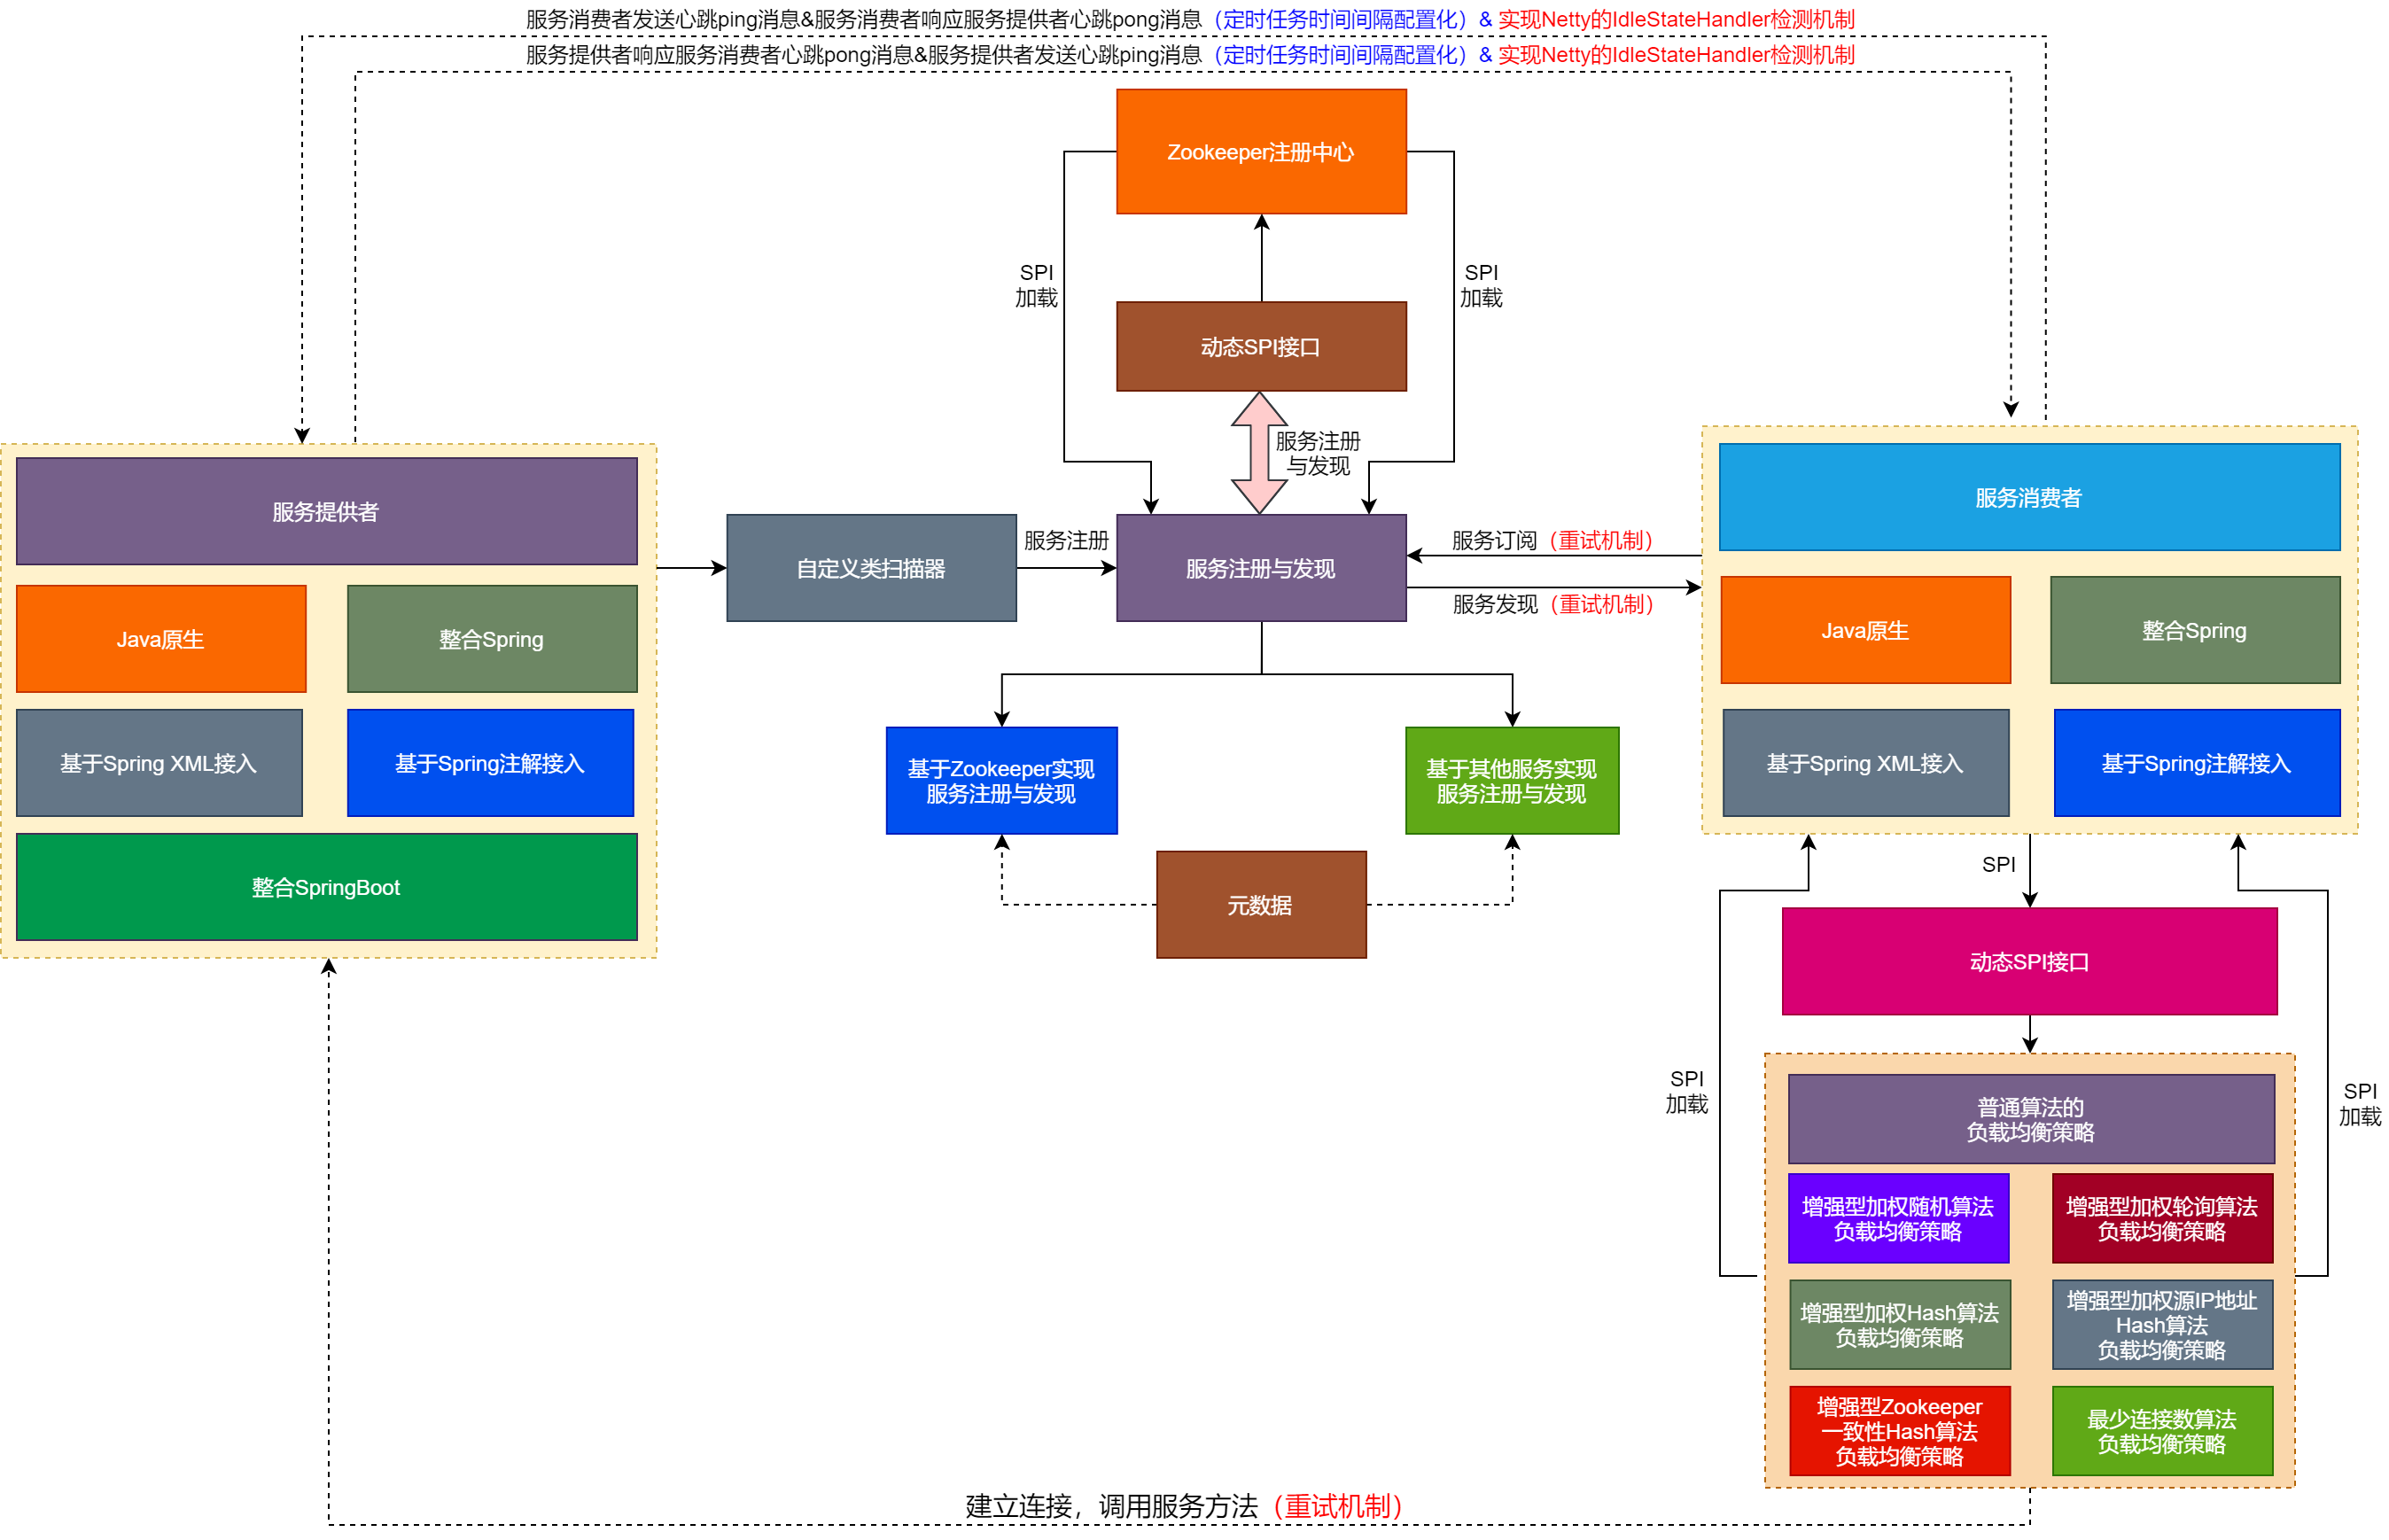 服务消费者发送心跳ping消息&服务消费者响应服务提供者心跳pong消息（定时任务时间间隔配置化）& 实现Netty的IdleStateHandler检测机制
服务提供者响应服务消费者心跳pong消息&服务提供者发送心跳ping消息（定时任务时间间隔配置化）& 实现Netty的IdleStateHandler检测机制
Zookeeper注册中心
SPI
加载
SPI
加载
动态SPI接口
服务注册
与发现
服务提供者
Java原生
整合Spring
基于Spring XML接入
基于Spring注解接入
整合SpringBoot
自定义类扫描器
服务注册
服务注册与发现
服务订阅（重试机制）
服务发现（重试机制）
基于Zookeeper实现
服务注册与发现
基于其他服务实现
服务注册与发现
元数据
服务消费者
Java原生
整合Spring
基于Spring XML接入
基于Spring注解接入
SPI
动态SPI接口
SPI
加载
SPI
加载
普通算法的
负载均衡策略
增强型加权随机算法
负载均衡策略
增强型加权轮询算法
负载均衡策略
增强型加权Hash算法
负载均衡策略
增强型加权源IP地址
Hash算法
负载均衡策略
增强型Zookeeper
一致性Hash算法
负载均衡策略
最少连接数算法
负载均衡策略
建立连接，调用服务方法（重试机制）